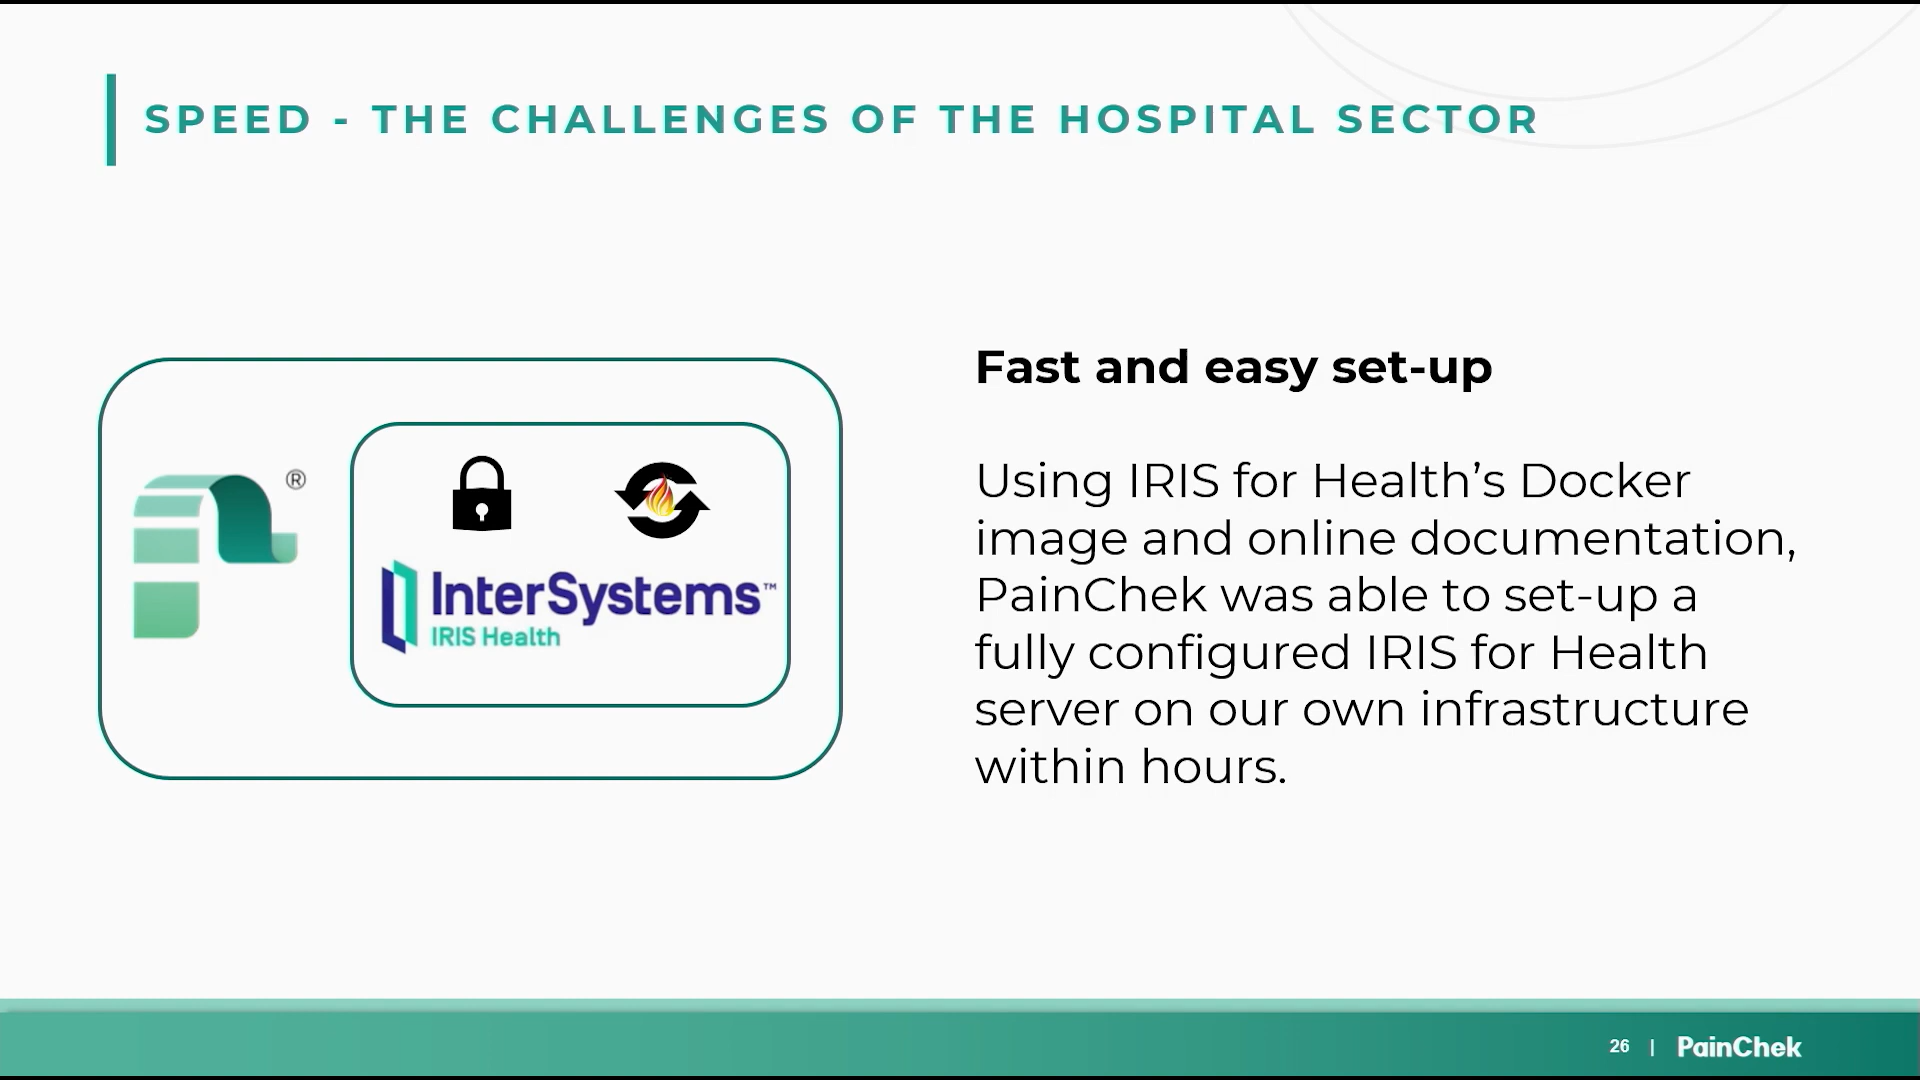 SPEED - THE CHALLENGES OF THE HOSPITAL SECTOR
®
InterSystems™
IRIS Health
Fast and easy set-up
Using IRIS for Health’s Docker
image and online documentation,
PainChek was able to set-up a
fully configured IRIS for Health
server on our own infrastructure
within hours.
26 | PainChek